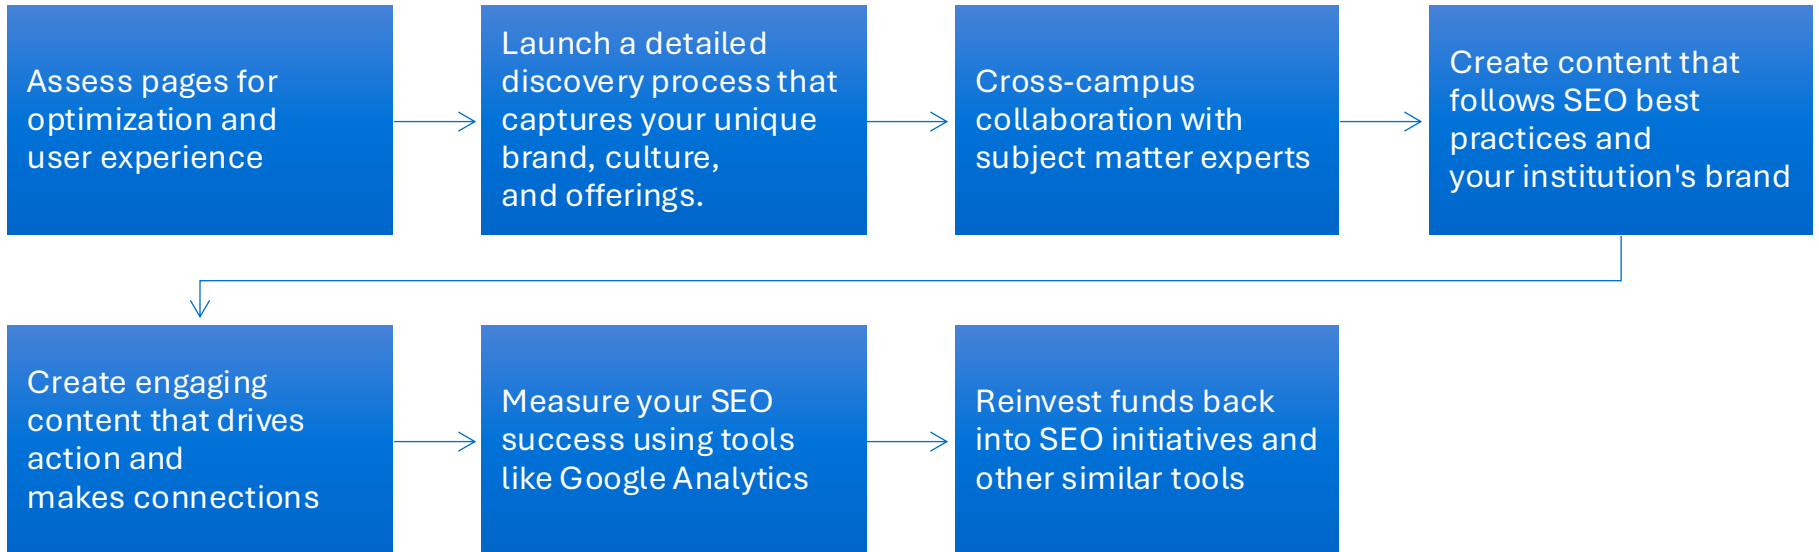 Assess pages for
optimization and
user experience
Launch a detailed
discovery process that
captures your unique
brand, culture,
and offerings.
Cross-campus
collaboration with
subject matter experts
Create content that
follows SEO best
practices and
your institution's brand
Create engaging
content that drives
action and
makes connections
Measure your SEO
success using tools
like Google Analytics
Reinvest funds back
into SEO initiatives and
other similar tools